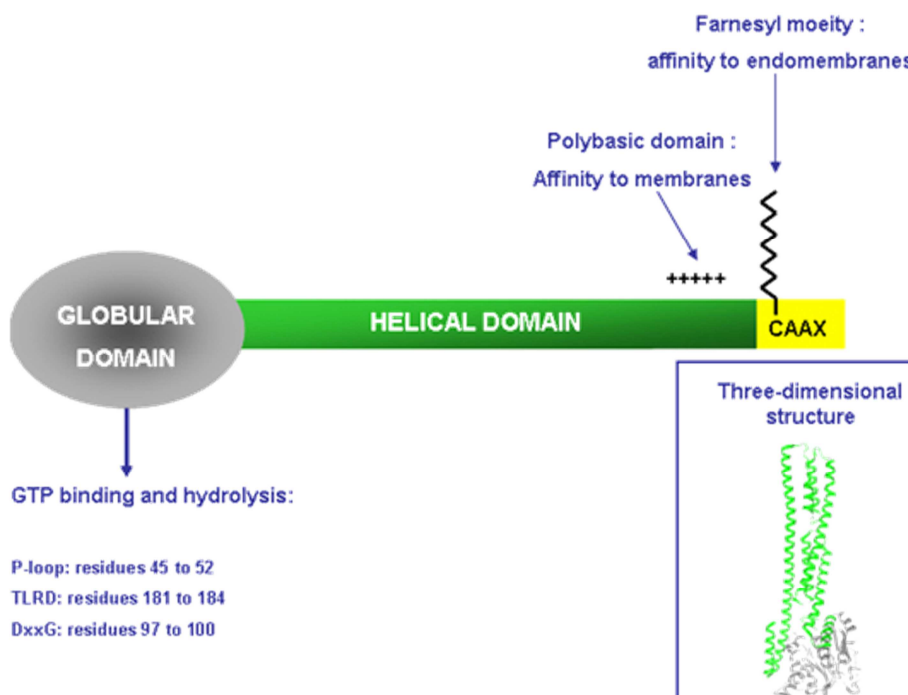 Farnesyl moeity :
affinity to endomembranes
Polybasic domain :
Affinity to membranes
+++++
GLOBULAR
DOMAIN
HELICAL DOMAIN
CAAX
GTP binding and hydrolysis:
P-loop: residues 45 to 52
TLRD: residues 181 to 184
DxxG: residues 97 to 100
Three-dimensional
structure